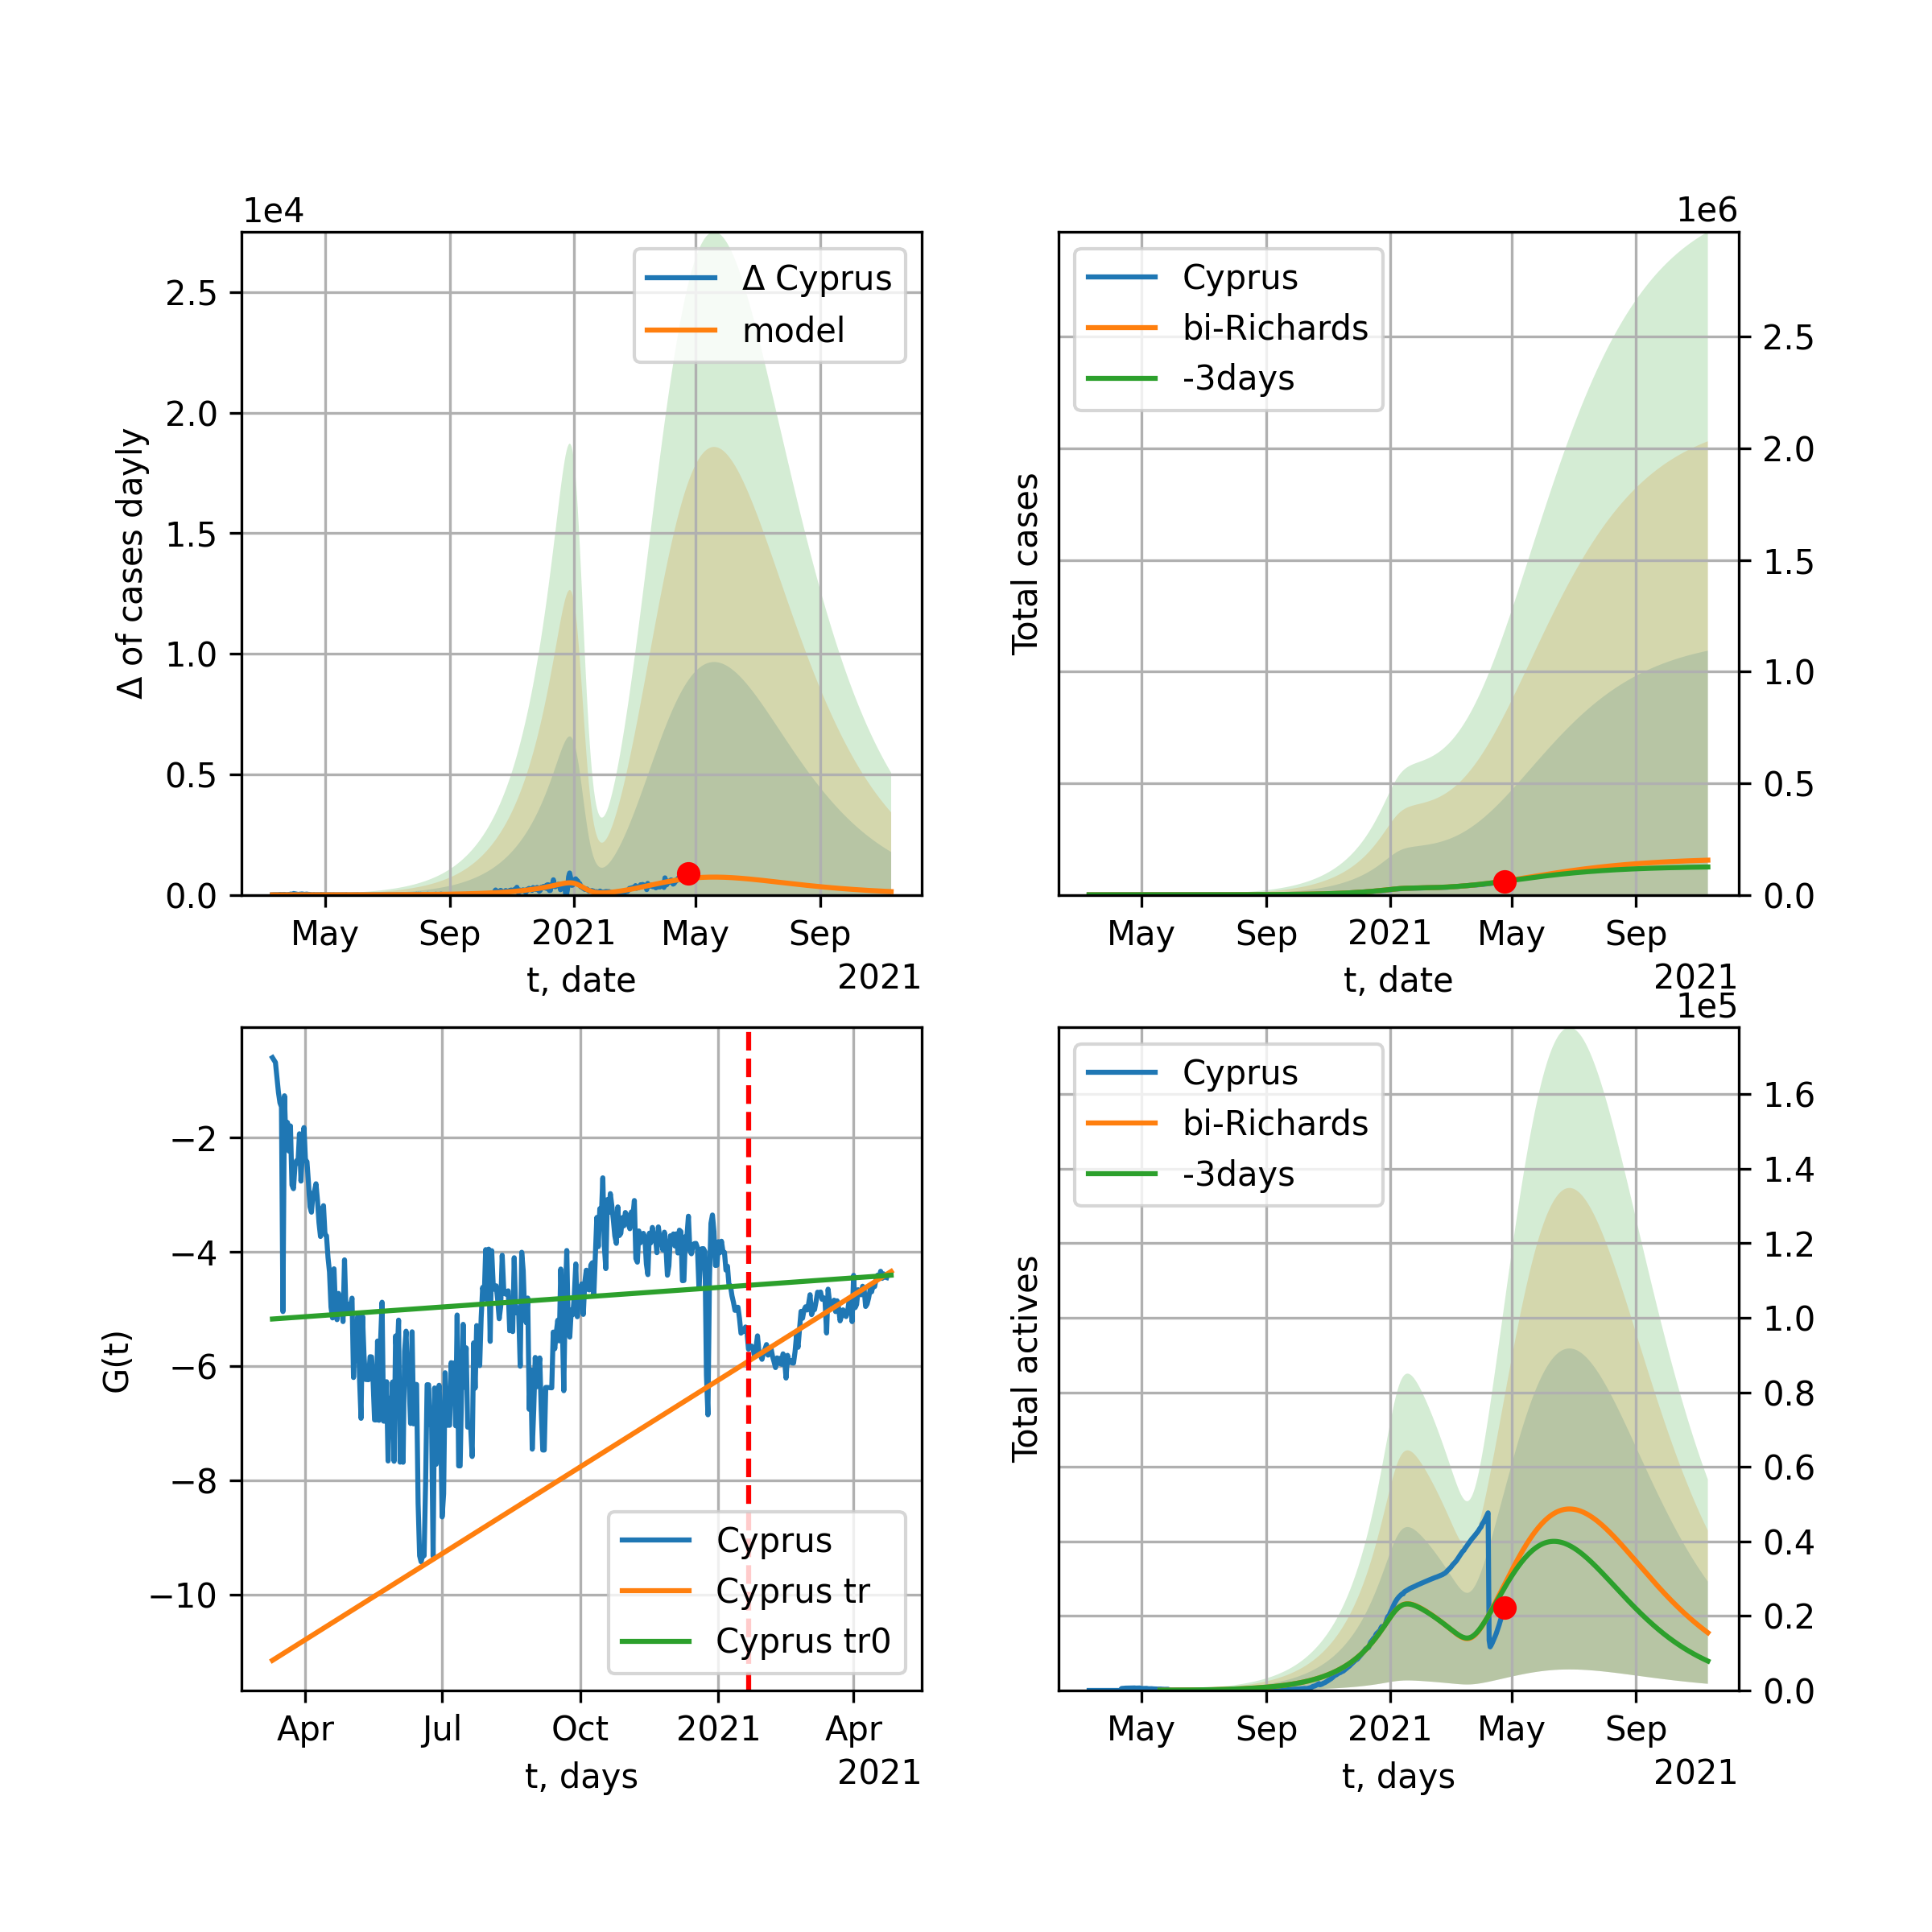 1e4
Δ of cases dayly
2.5
2.0
1.5
1.0
0.5
0.0
Δ Cyprus
model
May Sep 2021 May Sep
t, date
2021
1e6
Total cases
Cyprus
bi-Richards
-3days
2.5
2.0
1.5
1.0
0.5
0.0
May Sep 2021 May Sep
t, date
2021
G(t)
−2
−4
−6
−8
−10
Cyprus
Cyprus tr
Cyprus tr0
Apr Jul Oct 2021 Apr
t, days
2021
1e5
Total actives
Cyprus
bi-Richards
-3days
1.6
1.4
1.2
1.0
0.8
0.6
0.4
0.2
0.0
May Sep 2021 May Sep
t, days
2021